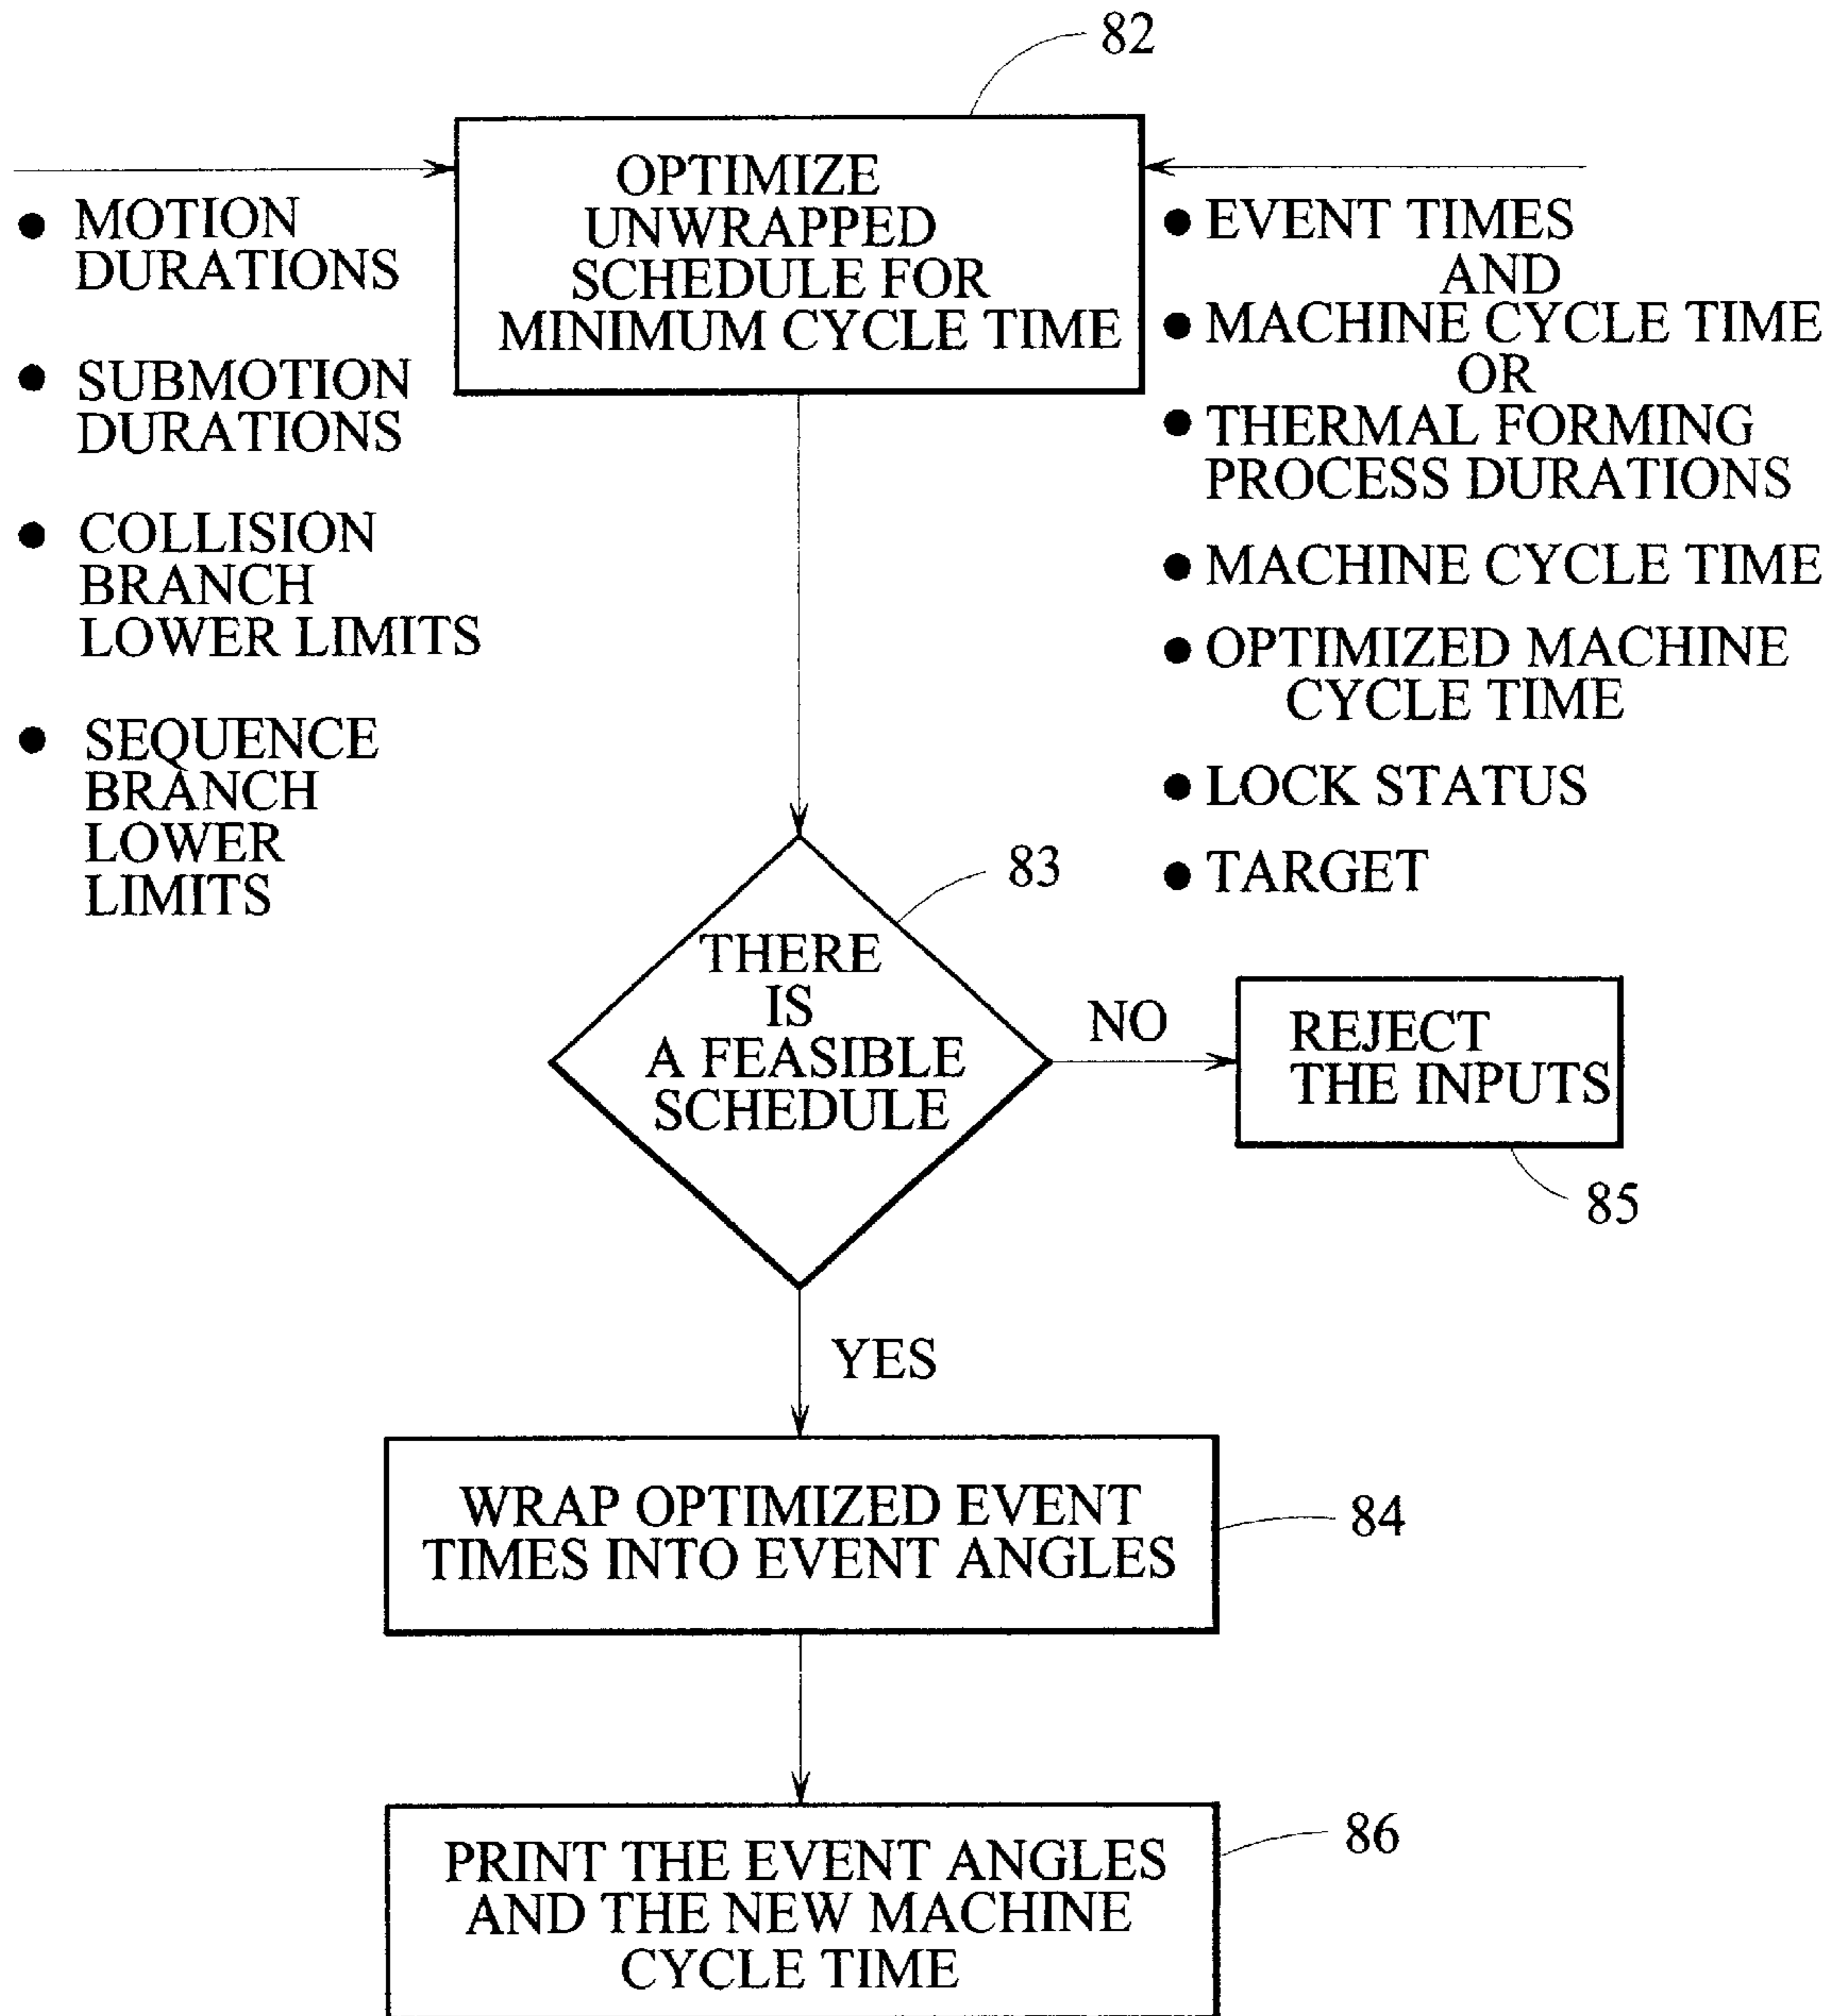 82
OPTIMIZE
UNWRAPPED
SCHEDULE FOR
MINIMUM CYCLE TIME
● MOTION
DURATIONS
● SUBMOTION
DURATIONS
● COLLISION
BRANCH
LOWER LIMITS
● SEQUENCE
BRANCH
LOWER
LIMITS
● EVENT TIMES
AND
● MACHINE CYCLE TIME
OR
● THERMAL FORMING
PROCESS DURATIONS
● MACHINE CYCLE TIME
● OPTIMIZED MACHINE
CYCLE TIME
● LOCK STATUS
● TARGET
83
THERE
IS
A FEASIBLE
SCHEDULE
NO
REJECT
THE INPUTS
85
YES
WRAP OPTIMIZED EVENT
TIMES INTO EVENT ANGLES
84
PRINT THE EVENT ANGLES
AND THE NEW MACHINE
CYCLE TIME
86